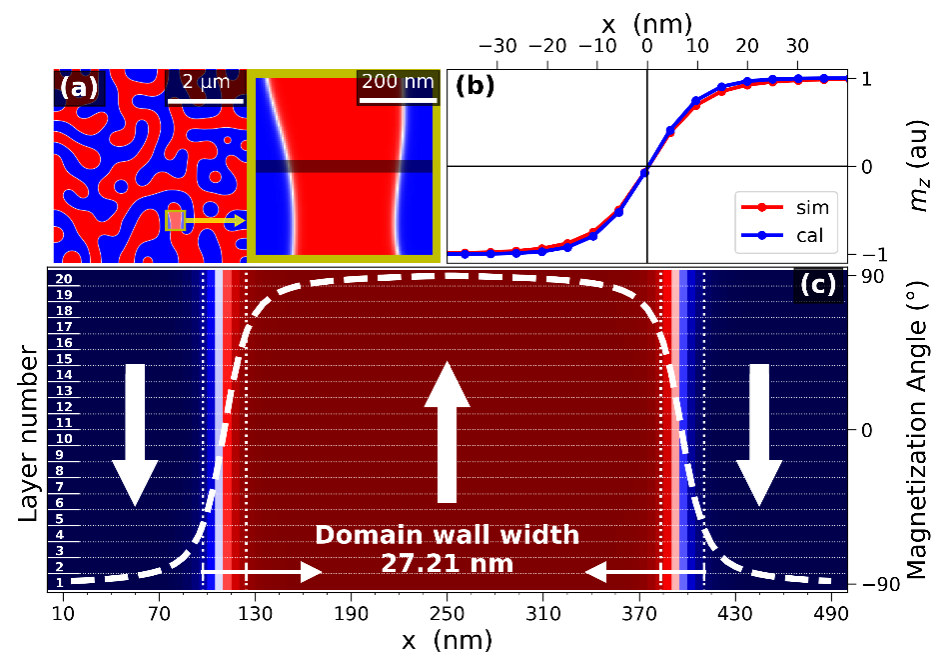 x (nm)
−30 −20 −10 0 10 20 30
(a)
2 μm
200 nm
(b)
1
0
−1
m_z (au)
sim
cal
(c)
20
19
18
17
16
15
14
13
12
11
10
9
8
7
6
5
4
3
2
1
Layer number
90
0
−90
Magnetization Angle (°)
Domain wall width
27.21 nm
10 70 130 190 250 310 370 430 490
x (nm)